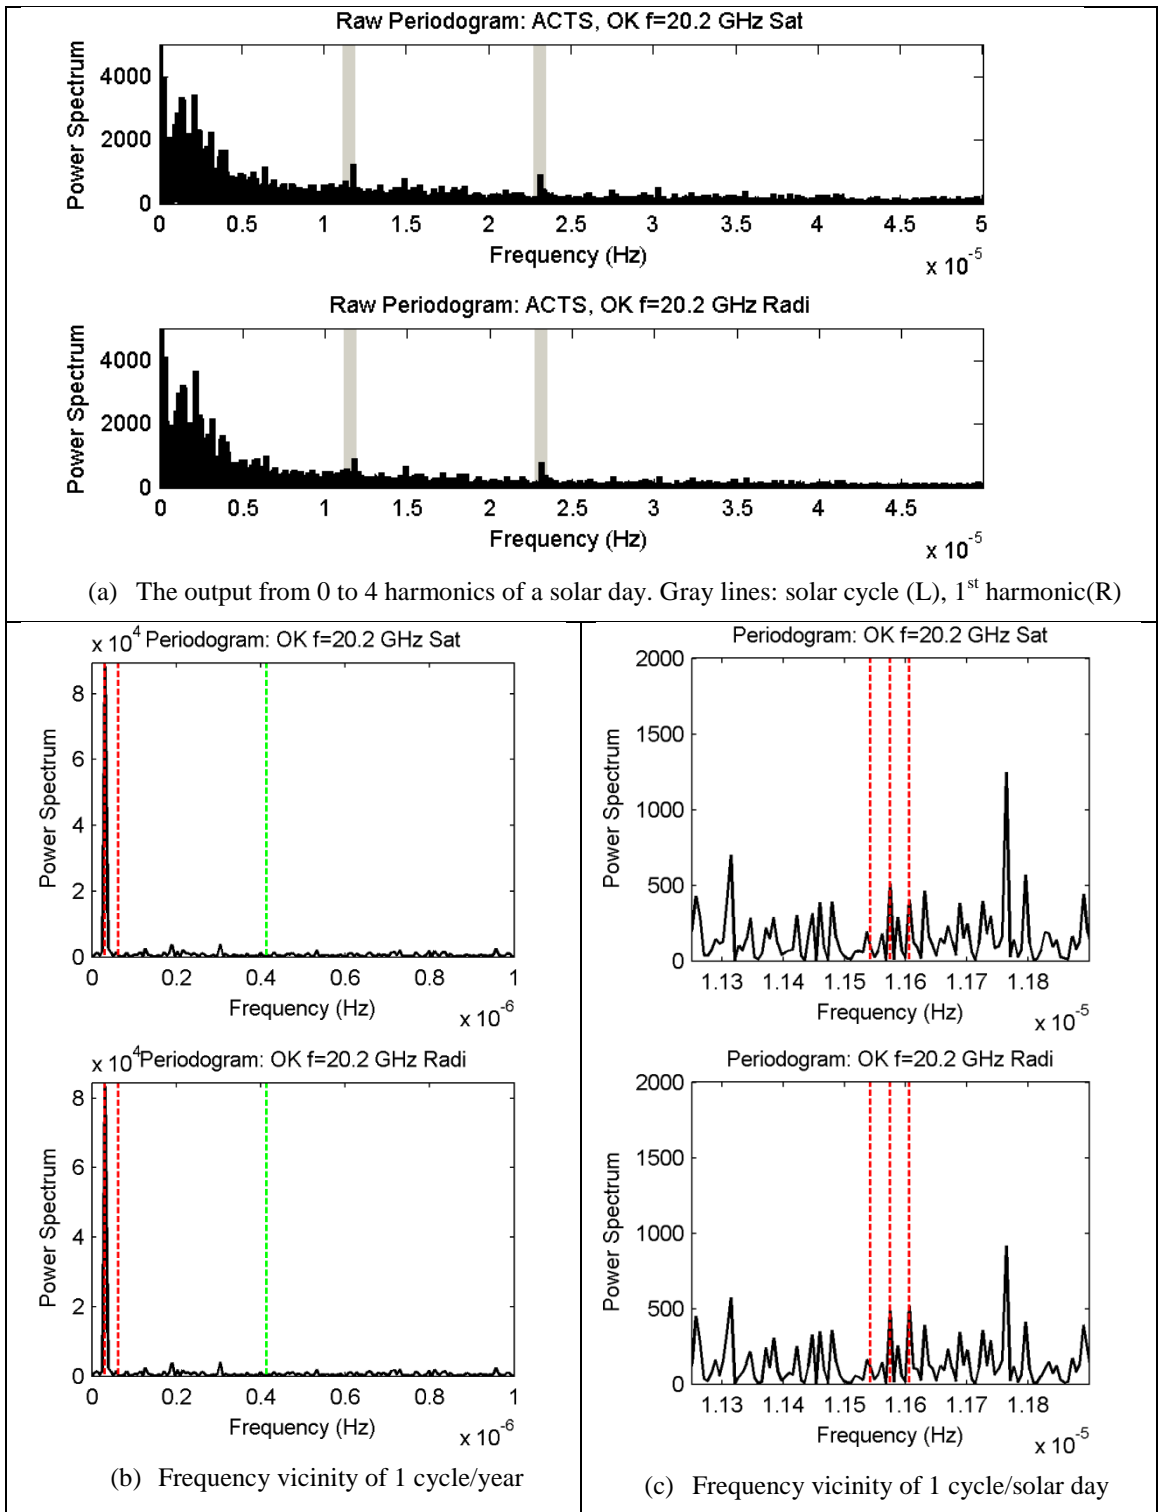 Raw Periodogram: ACTS, OK f=20.2 GHz Sat
Power Spectrum
4000
2000
0
0 0.5 1 1.5 2 2.5 3 3.5 4 4.5 5
Frequency (Hz)
x 10^-5
Raw Periodogram: ACTS, OK f=20.2 GHz Radi
Power Spectrum
4000
2000
0
0 0.5 1 1.5 2 2.5 3 3.5 4 4.5
Frequency (Hz)
x 10^-5
(a) The output from 0 to 4 harmonics of a solar day. Gray lines: solar cycle (L), 1st harmonic(R)
x 10^4 Periodogram: OK f=20.2 GHz Sat
Power Spectrum
8
6
4
2
0
0 0.2 0.4 0.6 0.8 1
Frequency (Hz)
x 10^-6
x 10^4 Periodogram: OK f=20.2 GHz Radi
Power Spectrum
8
6
4
2
0
0 0.2 0.4 0.6 0.8 1
Frequency (Hz)
x 10^-6
(b) Frequency vicinity of 1 cycle/year
Periodogram: OK f=20.2 GHz Sat
Power Spectrum
2000
1500
1000
500
0
1.13 1.14 1.15 1.16 1.17 1.18
Frequency (Hz)
x 10^-5
Periodogram: OK f=20.2 GHz Radi
Power Spectrum
2000
1500
1000
500
0
1.13 1.14 1.15 1.16 1.17 1.18
Frequency (Hz)
x 10^-5
(c) Frequency vicinity of 1 cycle/solar day